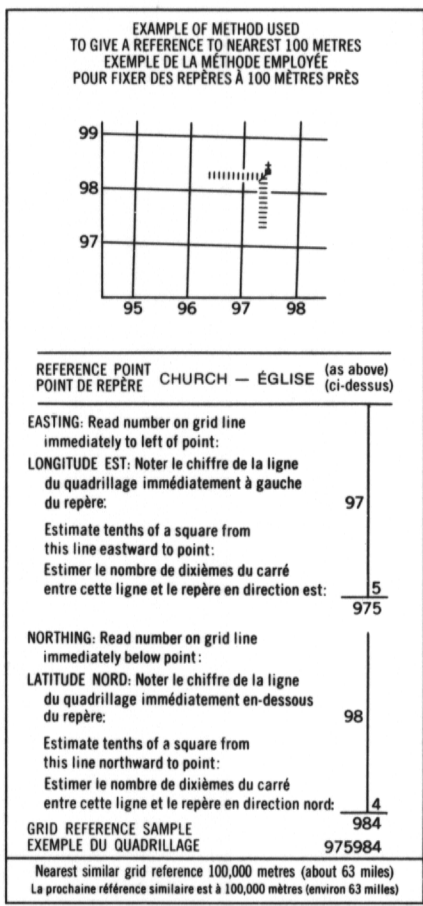 EXAMPLE OF METHOD USED
TO GIVE A REFERENCE TO NEAREST 100 METRES
EXEMPLE DE LA MÉTHODE EMPLOYÉE
POUR FIXER DES REPÈRES À 100 MÈTRES PRÈS
99
98
97
95 96 97 98
REFERENCE POINT
POINT DE REPÈRE
CHURCH — ÉGLISE
(as above)
(ci-dessus)
EASTING: Read number on grid line
immediately to left of point:
LONGITUDE EST: Noter le chiffre de la ligne
du quadrillage immédiatement à gauche
du repère: 97
Estimate tenths of a square from
this line eastward to point:
Estimer le nombre de dixièmes du carré
entre cette ligne et le repère en direction est: 5
975
NORTHING: Read number on grid line
immediately below point:
LATITUDE NORD: Noter le chiffre de la ligne
du quadrillage immédiatement en-dessous
du repère: 98
Estimate tenths of a square from
this line northward to point:
Estimer le nombre de dixièmes du carré
entre cette ligne et le repère en direction nord: 4
984
GRID REFERENCE SAMPLE
EXEMPLE DU QUADRILLAGE 975984
Nearest similar grid reference 100,000 metres (about 63 miles)
La prochaine référence similaire est à 100,000 mètres (environ 63 milles)